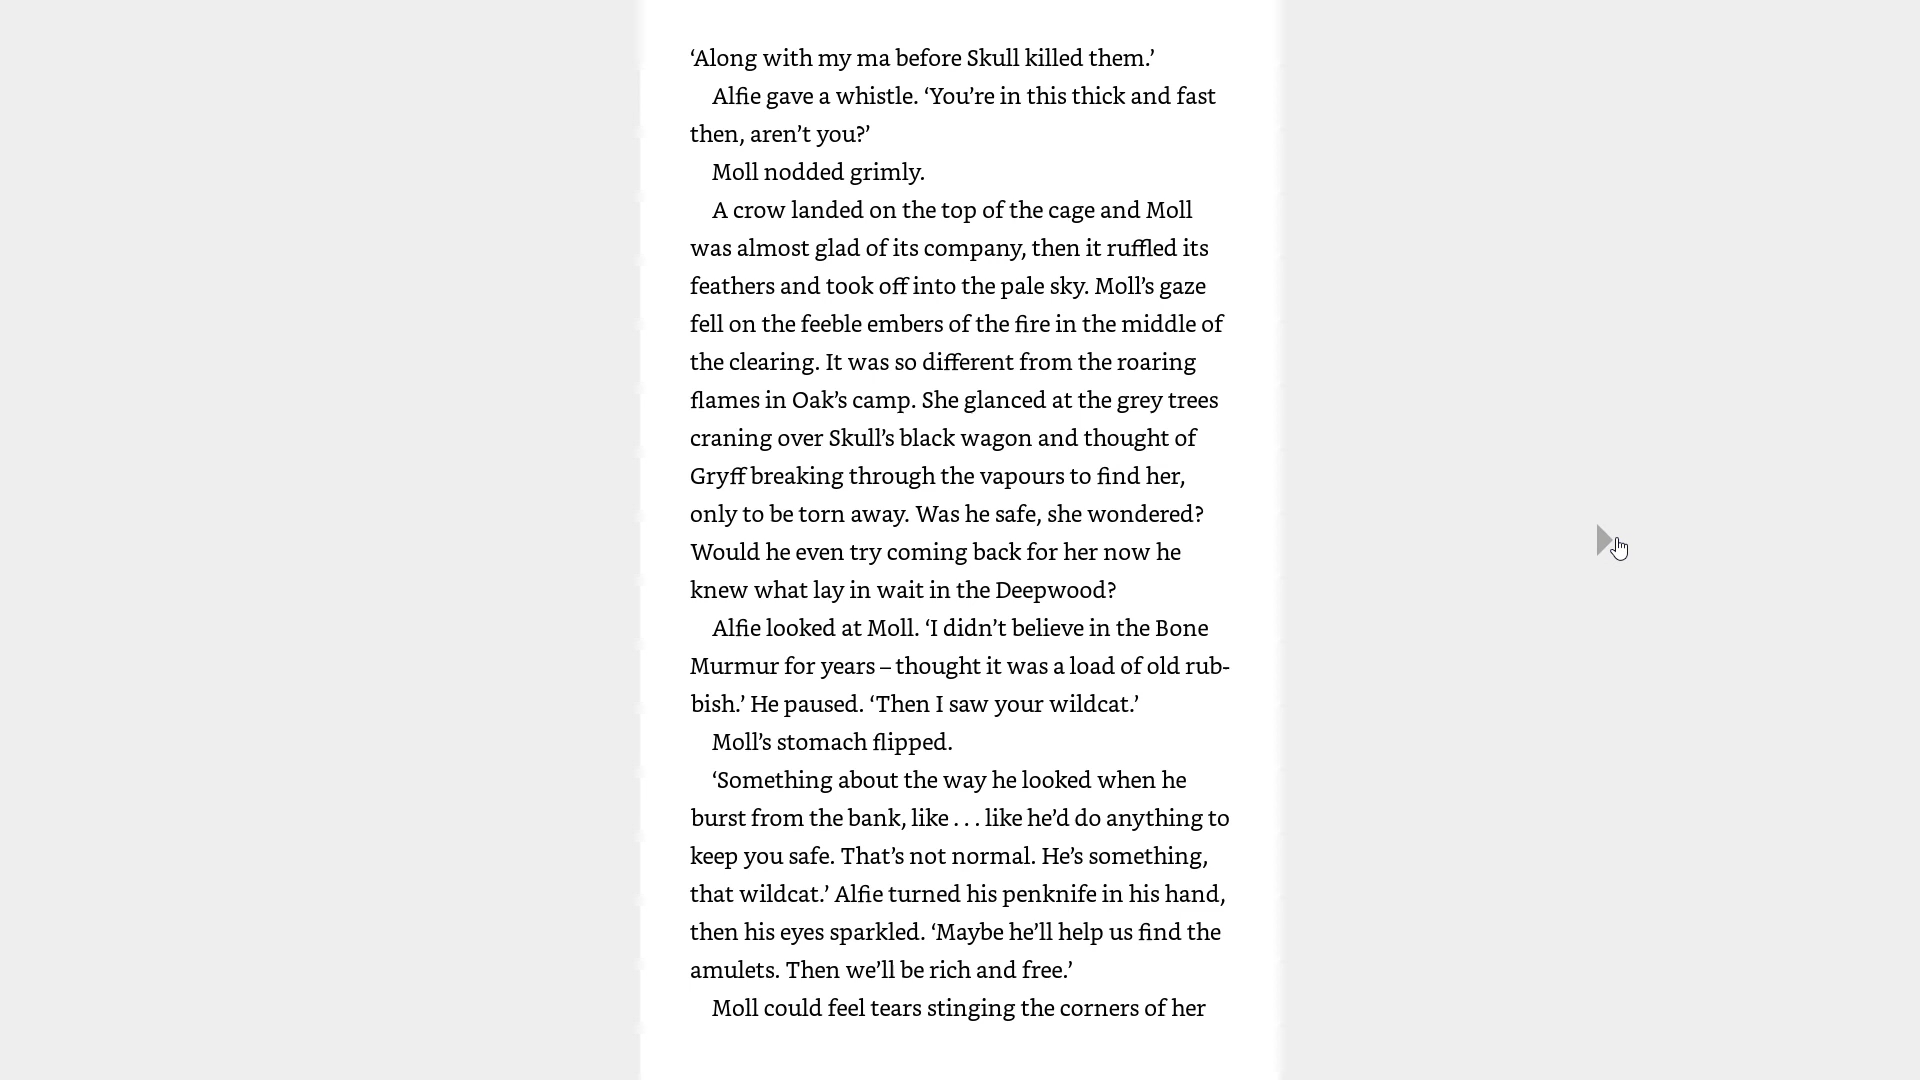 ‘Along with my ma before Skull killed them.’
Alfie gave a whistle. ‘You’re in this thick and fast
then, aren’t you?’
Moll nodded grimly.
A crow landed on the top of the cage and Moll
was almost glad of its company, then it ruffled its
feathers and took off into the pale sky. Moll’s gaze
fell on the feeble embers of the fire in the middle of
the clearing. It was so different from the roaring
flames in Oak’s camp. She glanced at the grey trees
craning over Skull’s black wagon and thought of
Gryff breaking through the vapours to find her,
only to be torn away. Was he safe, she wondered?
Would he even try coming back for her now he
knew what lay in wait in the Deepwood?
Alfie looked at Moll. ‘I didn’t believe in the Bone
Murmur for years – thought it was a load of old rub-
bish.’ He paused. ‘Then I saw your wildcat.’
Moll’s stomach flipped.
‘Something about the way he looked when he
burst from the bank, like . . . like he’d do anything to
keep you safe. That’s not normal. He’s something,
that wildcat.’ Alfie turned his penknife in his hand,
then his eyes sparkled. ‘Maybe he’ll help us find the
amulets. Then we’ll be rich and free.’
Moll could feel tears stinging the corners of her